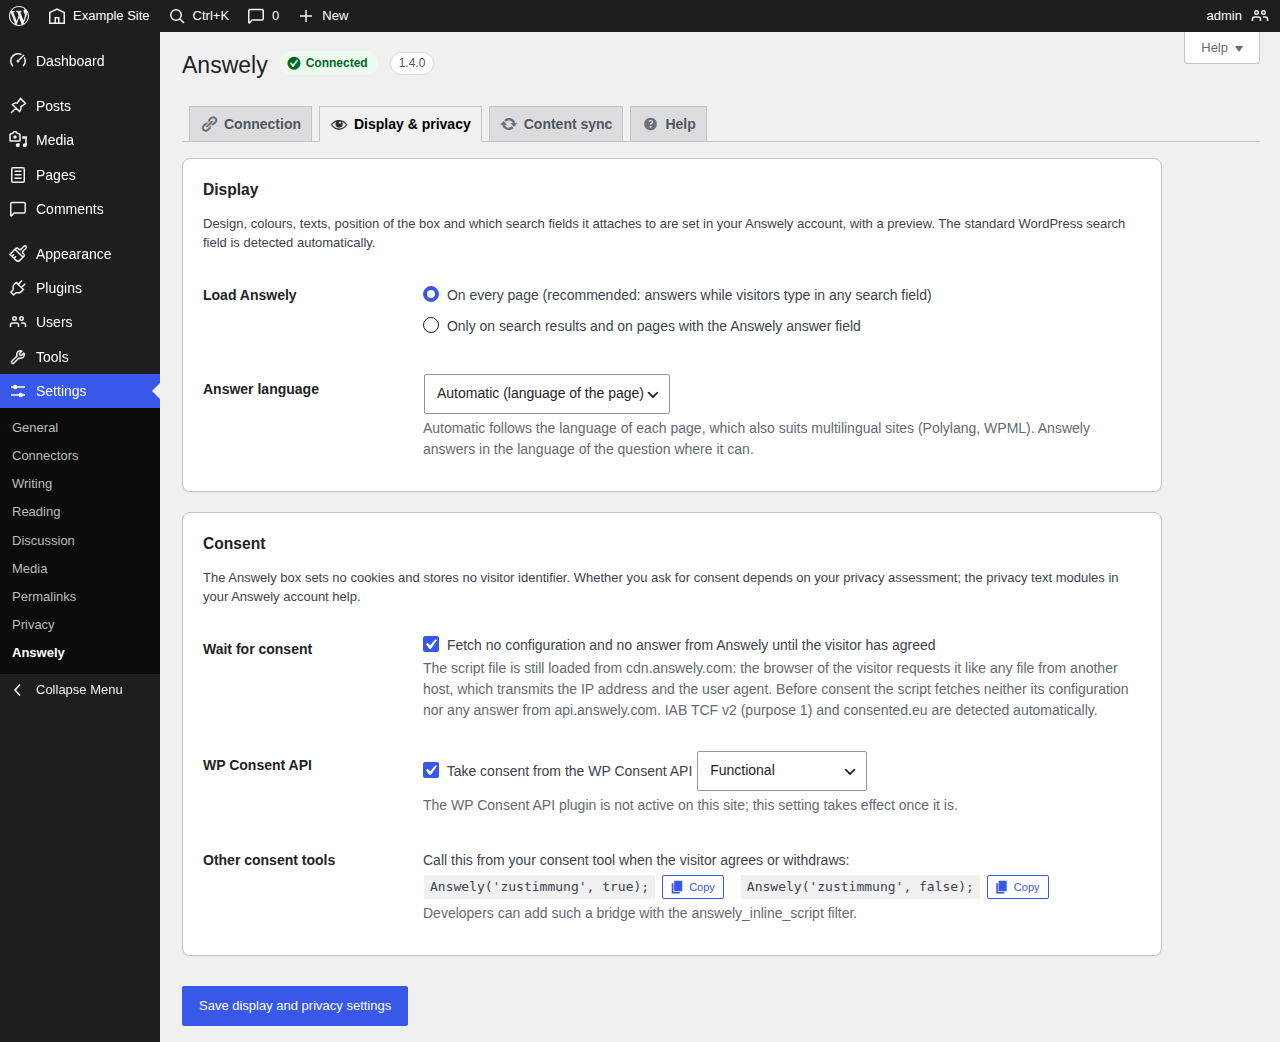 Example Site
Ctrl+K
0
New
admin
Dashboard
Posts
Media
Pages
Comments
Appearance
Plugins
Users
Tools
Settings
General
Connectors
Writing
Reading
Discussion
Media
Permalinks
Privacy
Answely
Collapse Menu
Help
Answely
Connected
1.4.0
Connection
Display & privacy
Content sync
Help
Display
Design, colours, texts, position of the box and which search fields it attaches to are set in your Answely account, with a preview. The standard WordPress search
field is detected automatically.
Load Answely
On every page (recommended: answers while visitors type in any search field)
Only on search results and on pages with the Answely answer field
Answer language
Automatic (language of the page)
Automatic follows the language of each page, which also suits multilingual sites (Polylang, WPML). Answely
answers in the language of the question where it can.
Consent
The Answely box sets no cookies and stores no visitor identifier. Whether you ask for consent depends on your privacy assessment; the privacy text modules in
your Answely account help.
Wait for consent
Fetch no configuration and no answer from Answely until the visitor has agreed
The script file is still loaded from cdn.answely.com: the browser of the visitor requests it like any file from another
host, which transmits the IP address and the user agent. Before consent the script fetches neither its configuration
nor any answer from api.answely.com. IAB TCF v2 (purpose 1) and consented.eu are detected automatically.
WP Consent API
Take consent from the WP Consent API
Functional
The WP Consent API plugin is not active on this site; this setting takes effect once it is.
Other consent tools
Call this from your consent tool when the visitor agrees or withdraws:
Answely('zustimmung', true);
Copy
Answely('zustimmung', false);
Copy
Developers can add such a bridge with the answely_inline_script filter.
Save display and privacy settings